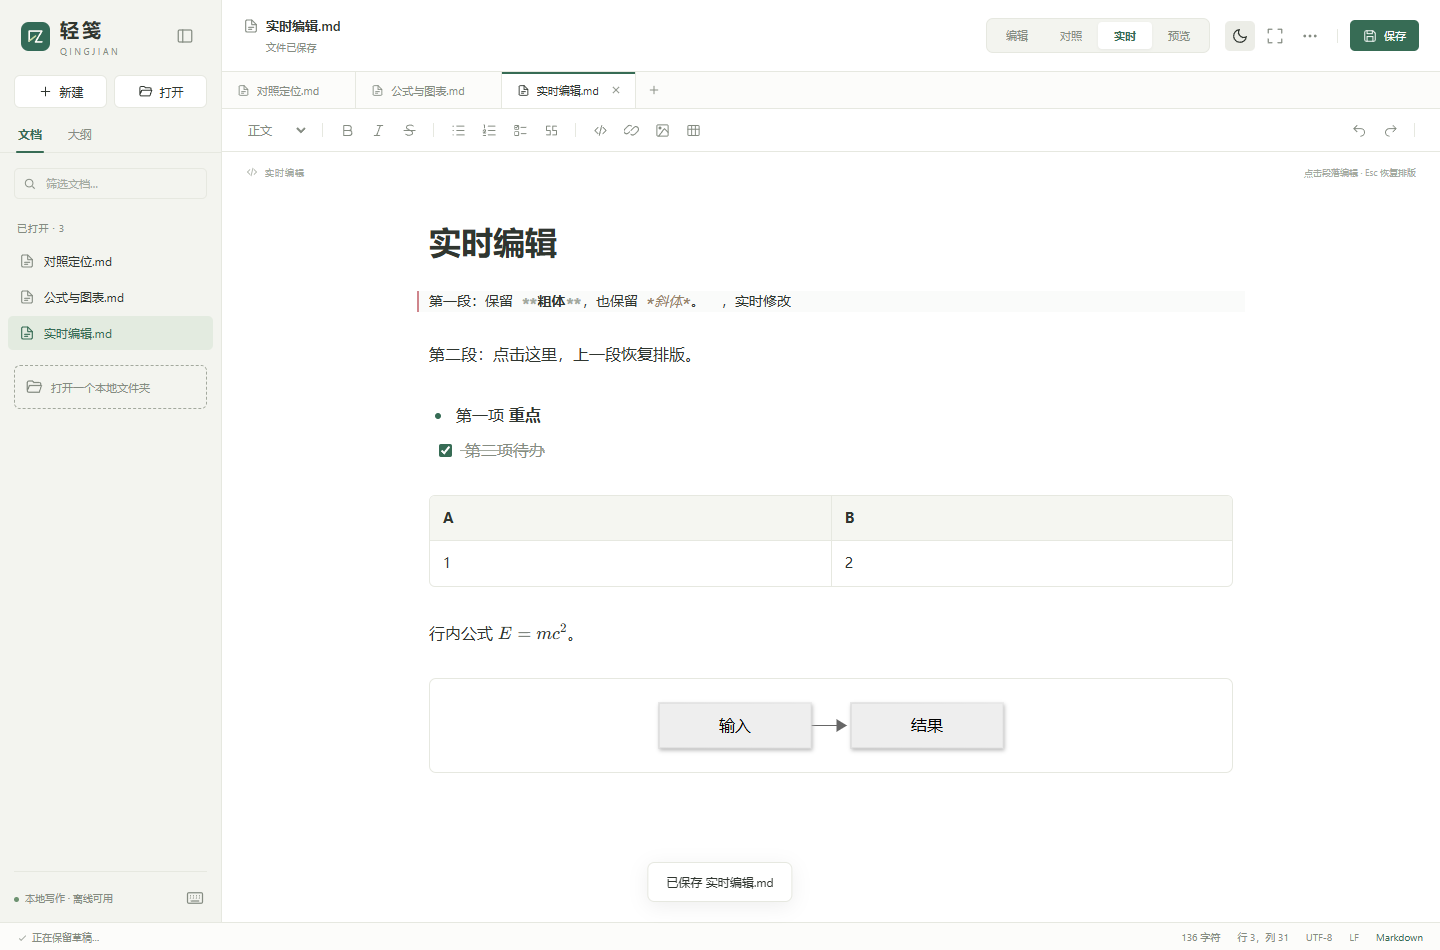 轻笺
QINGJIAN
新建
打开
文档
大纲
筛选文档...
已打开 · 3
对照定位.md
公式与图表.md
实时编辑.md
打开一个本地文件夹
本地写作 · 离线可用
正在保留草稿...
实时编辑.md
文件已保存
编辑
对照
实时
预览
保存
对照定位.md
公式与图表.md
实时编辑.md
正文
实时编辑
点击段落编辑 · Esc 恢复排版
实时编辑
第一段：保留 **粗体**，也保留 *斜体*。 ，实时修改
第二段：点击这里，上一段恢复排版。
第一项 重点
第二项待办
A B
1 2
行内公式 E = mc²。
输入
结果
已保存 实时编辑.md
136 字符
行 3，列 31
UTF-8
LF
Markdown